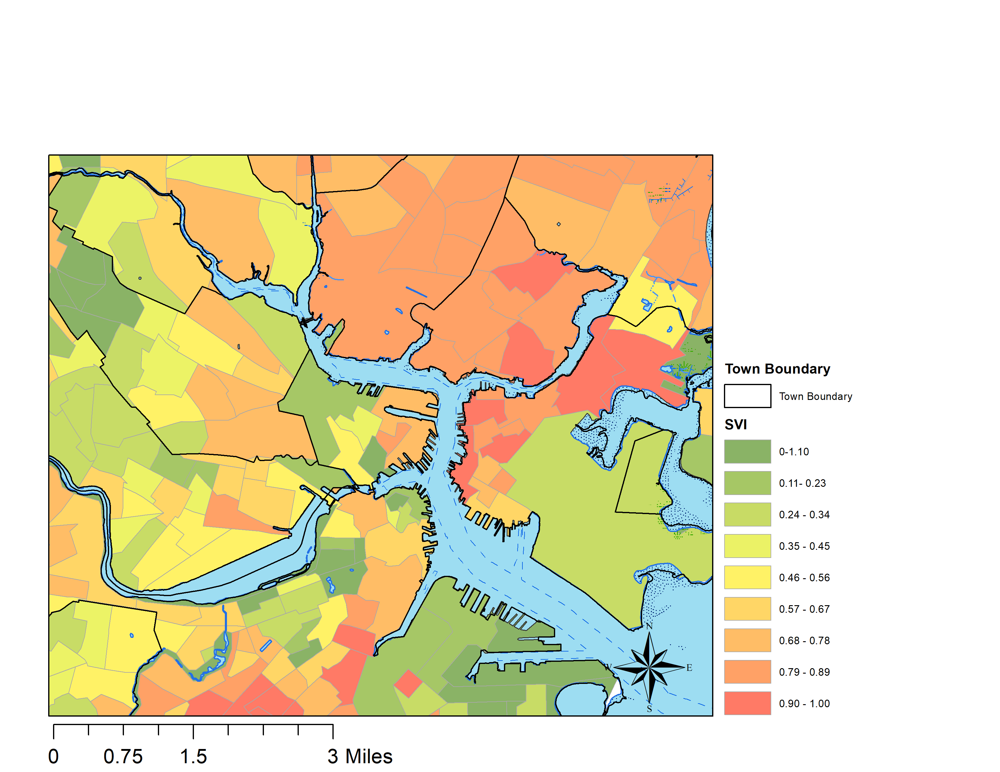 Town Boundary
Town Boundary
SVI
0-1.10
0.11- 0.23
0.24 - 0.34
0.35 - 0.45
0.46 - 0.56
0.57 - 0.67
0.68 - 0.78
0.79 - 0.89
0.90 - 1.00
N
W
E
S
0 0.75 1.5 3 Miles